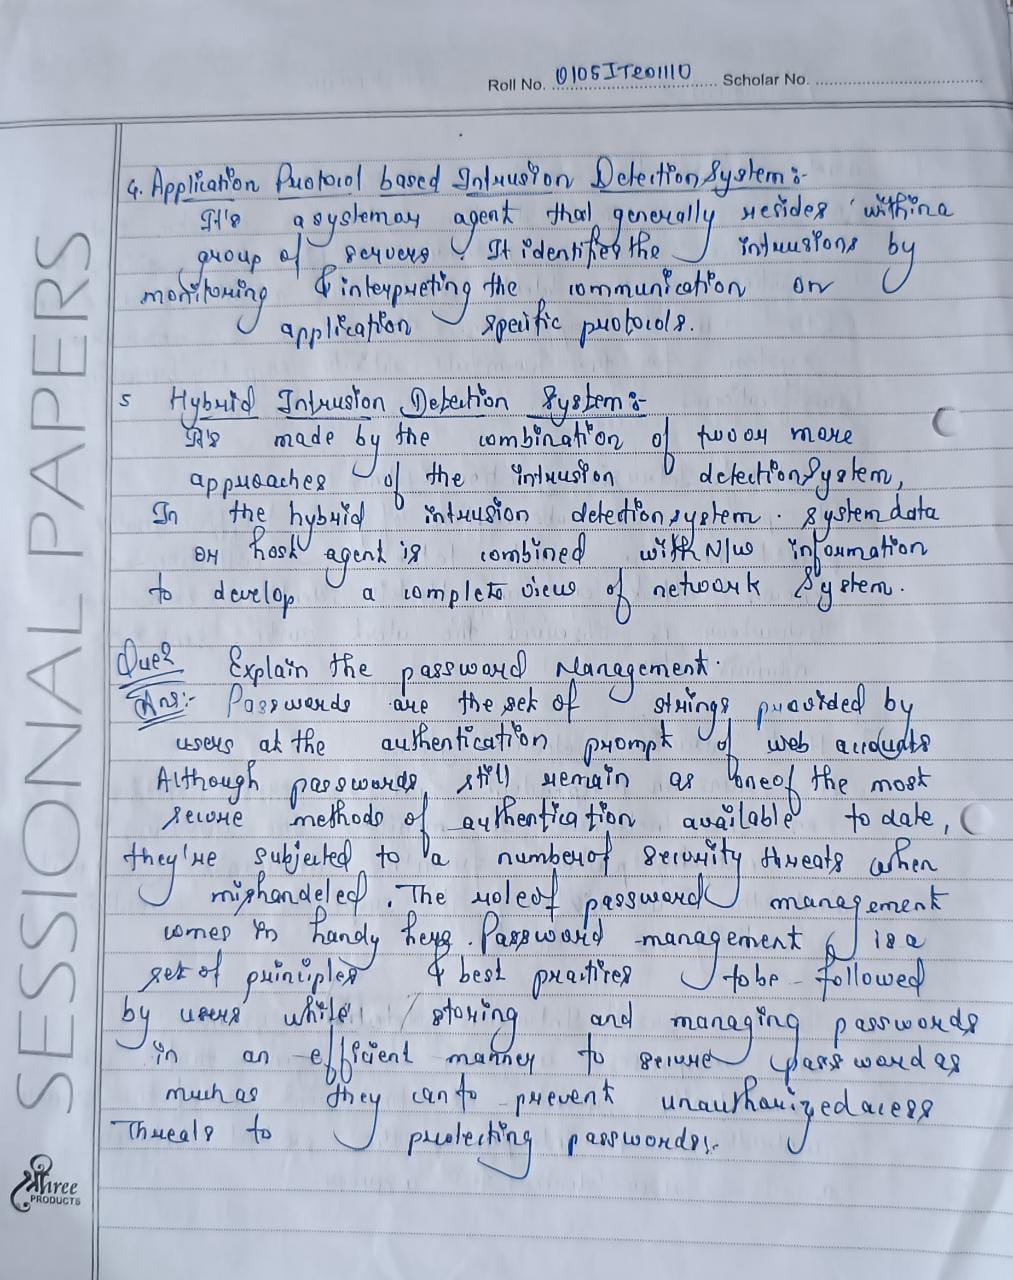 Roll No. 0105IT201110 Scholar No.
4. Application Protocol based Intrusion Detection System:-
It's a system or agent that generally resides within a
group of servers. It identifies the intrusions by
monitoring & interpreting the communication on
application specific protocols.
5 Hybrid Intrusion Detection System:-
It's made by the combination of two or more
approaches of the intrusion detection System,
In the hybrid intrusion detection system. System data
or host agent is combined with N/w information
to develop a complete view of network System.
Que2 Explain the password Management.
Ans:- Passwords are the set of strings provided by
users at the authentication prompt of web accounts
Although passwords still remain as one of the most
secure methods of authentication available to date,
they're subjected to a number of security threats when
mishandeled. The role of password management
comes in handy here. Password management is a
set of principles & best practices to be followed
by users while storing and managing passwords
in an efficient manner to secure password as
much as they can to prevent unauthorized acess
Threats to protecting passwords:-
SESSIONAL PAPERS
Shree
PRODUCTS